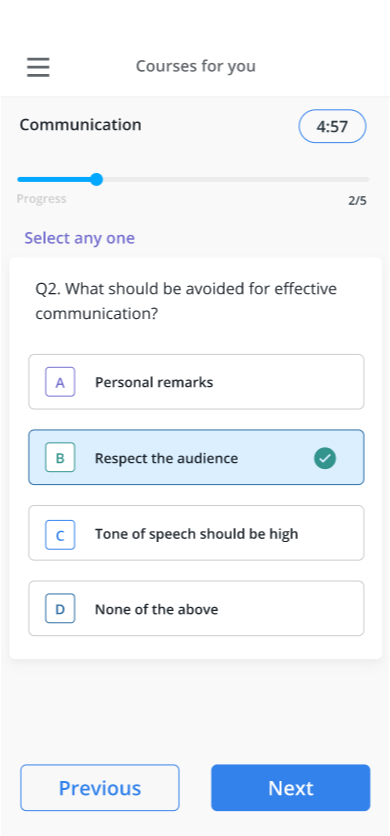 Courses for you
Communication
4:57
Progress
2/5
Select any one
Q2. What should be avoided for effective
communication?
A Personal remarks
B Respect the audience
C Tone of speech should be high
D None of the above
Previous Next